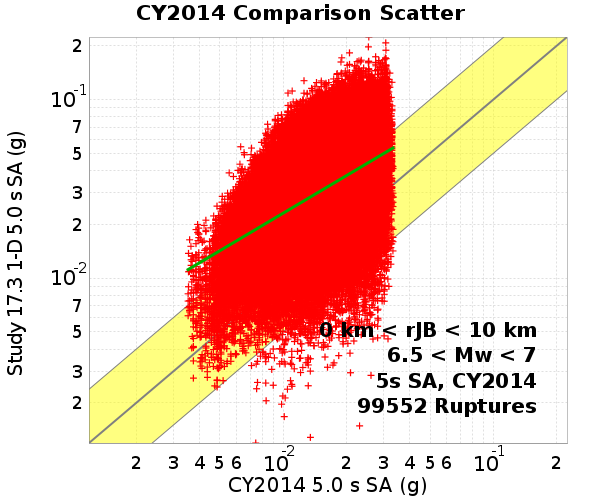 CY2014 Comparison Scatter
Study 17.3 1-D 5.0 s SA (g)
2
10-1
7
5
3
2
10-2
7
5
3
2
0 km < rJB < 10 km
6.5 < Mw < 7
5s SA, CY2014
99552 Ruptures
2 3 4 5 6 10-2 2 3 4 5 6 10-1 2
CY2014 5.0 s SA (g)